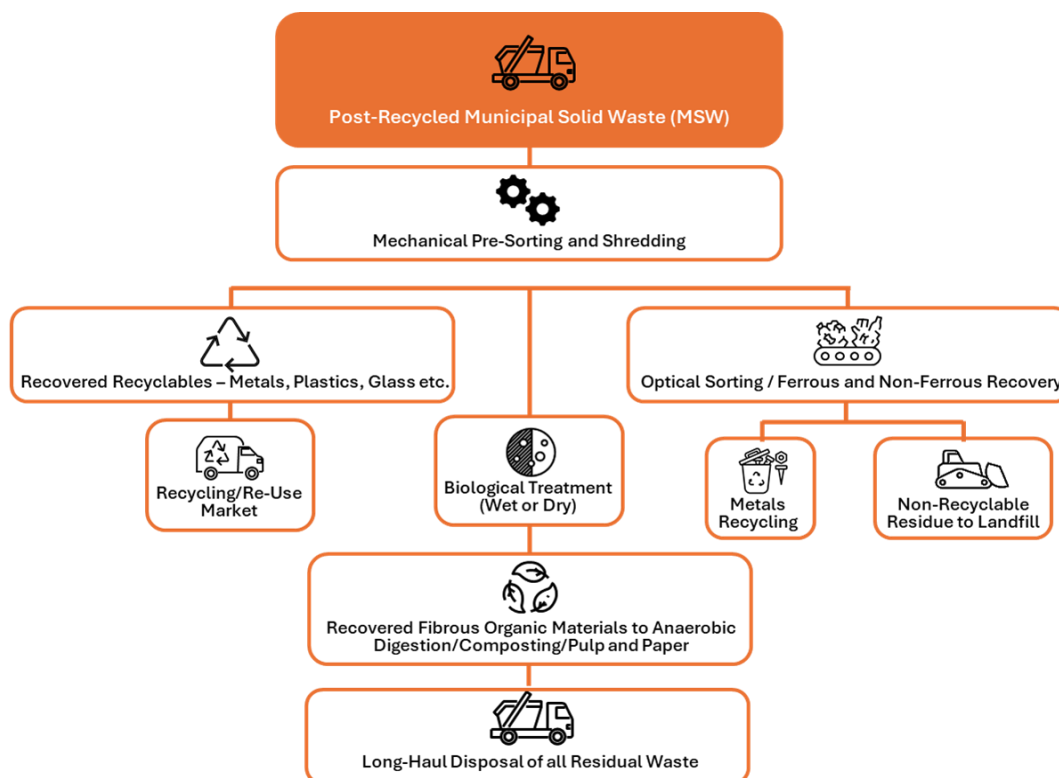 Post-Recycled Municipal Solid Waste (MSW)
Mechanical Pre-Sorting and Shredding
Recovered Recyclables – Metals, Plastics, Glass etc.
Optical Sorting / Ferrous and Non-Ferrous Recovery
Recycling/Re-Use
Market
Biological Treatment
(Wet or Dry)
Metals
Recycling
Non-Recyclable
Residue to Landfill
Recovered Fibrous Organic Materials to Anaerobic
Digestion/Composting/Pulp and Paper
Long-Haul Disposal of all Residual Waste